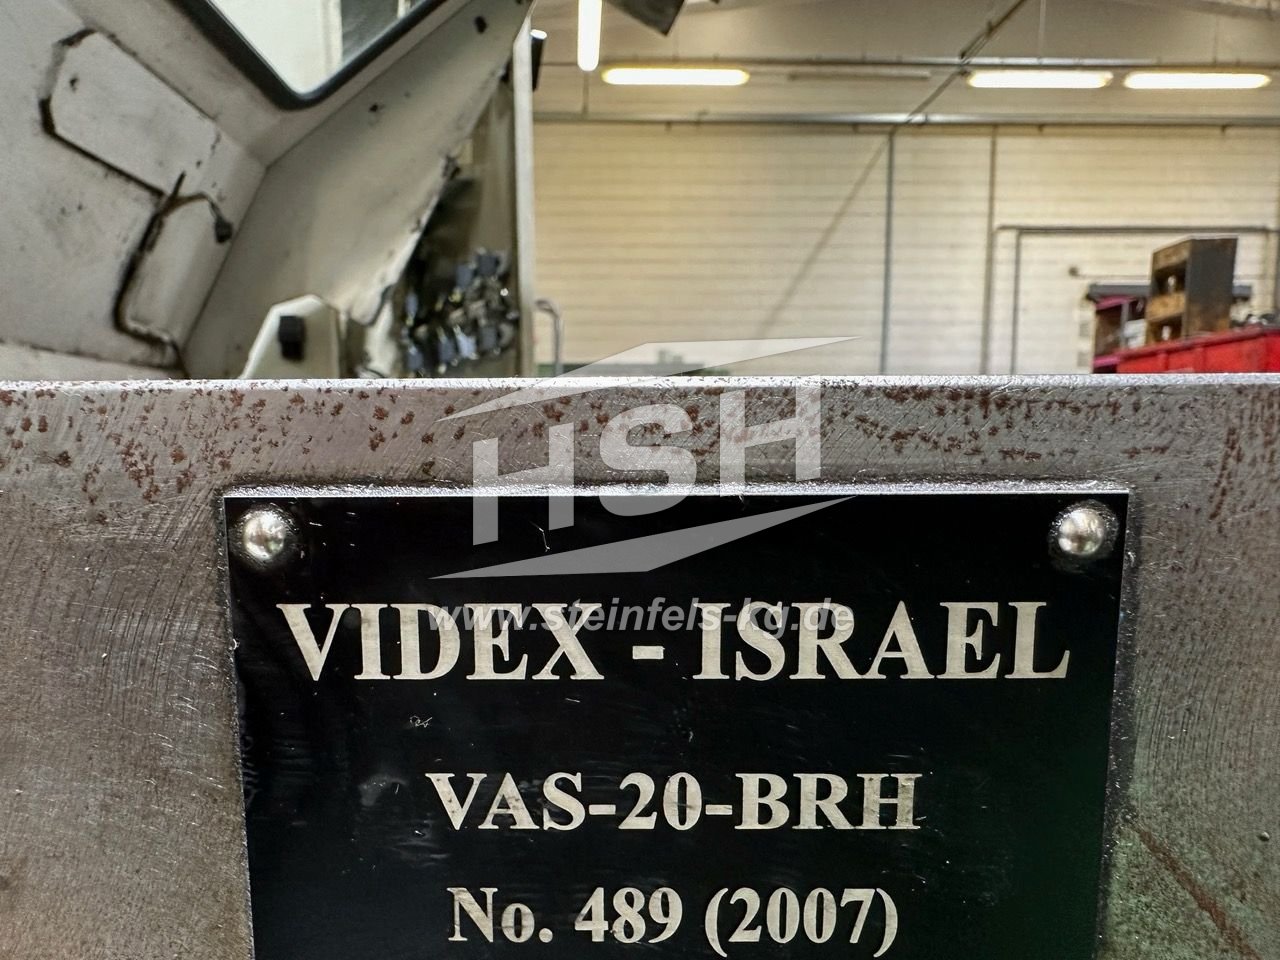 HSH
www.steinfels-kg.de
VIDEX - ISRAEL
VAS-20-BRH
No. 489 (2007)